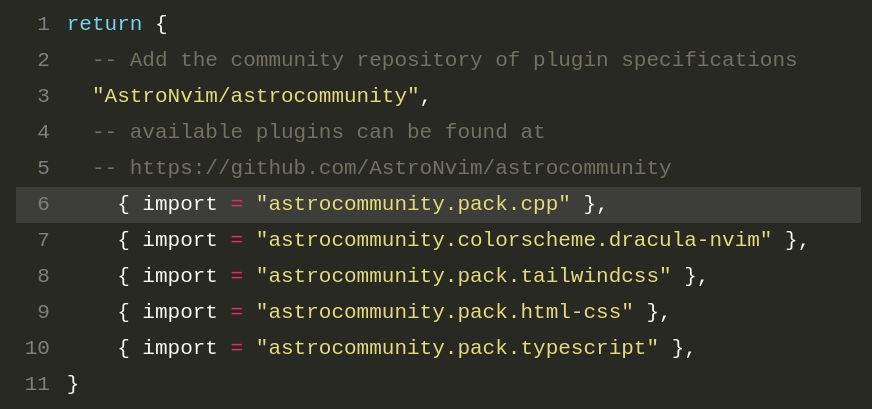 1 return {
2   -- Add the community repository of plugin specifications
3   "AstroNvim/astrocommunity",
4   -- available plugins can be found at
5   -- https://github.com/AstroNvim/astrocommunity
6     { import = "astrocommunity.pack.cpp" },
7     { import = "astrocommunity.colorscheme.dracula-nvim" },
8     { import = "astrocommunity.pack.tailwindcss" },
9     { import = "astrocommunity.pack.html-css" },
10     { import = "astrocommunity.pack.typescript" },
11 }